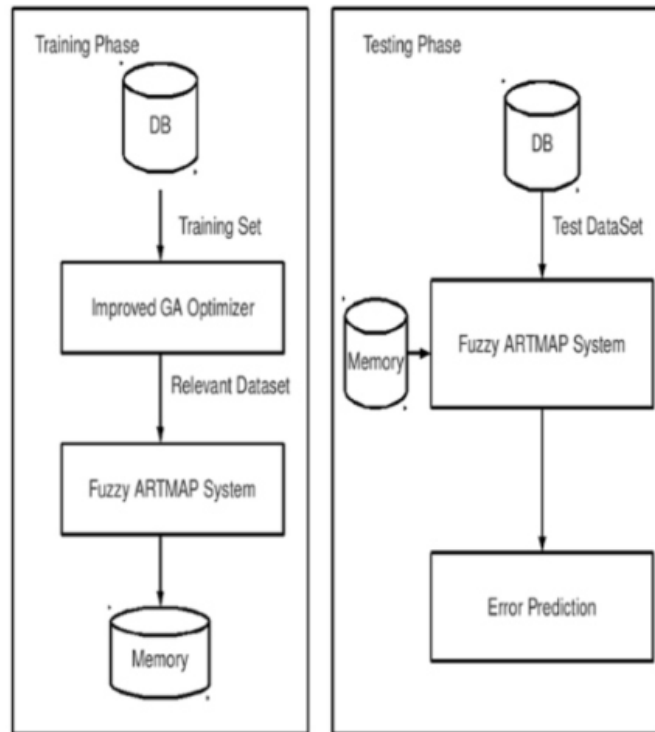 Training Phase
DB
Training Set
Improved GA Optimizer
Relevant Dataset
Fuzzy ARTMAP System
Memory
Testing Phase
DB
Test DataSet
Memory
Fuzzy ARTMAP System
Error Prediction